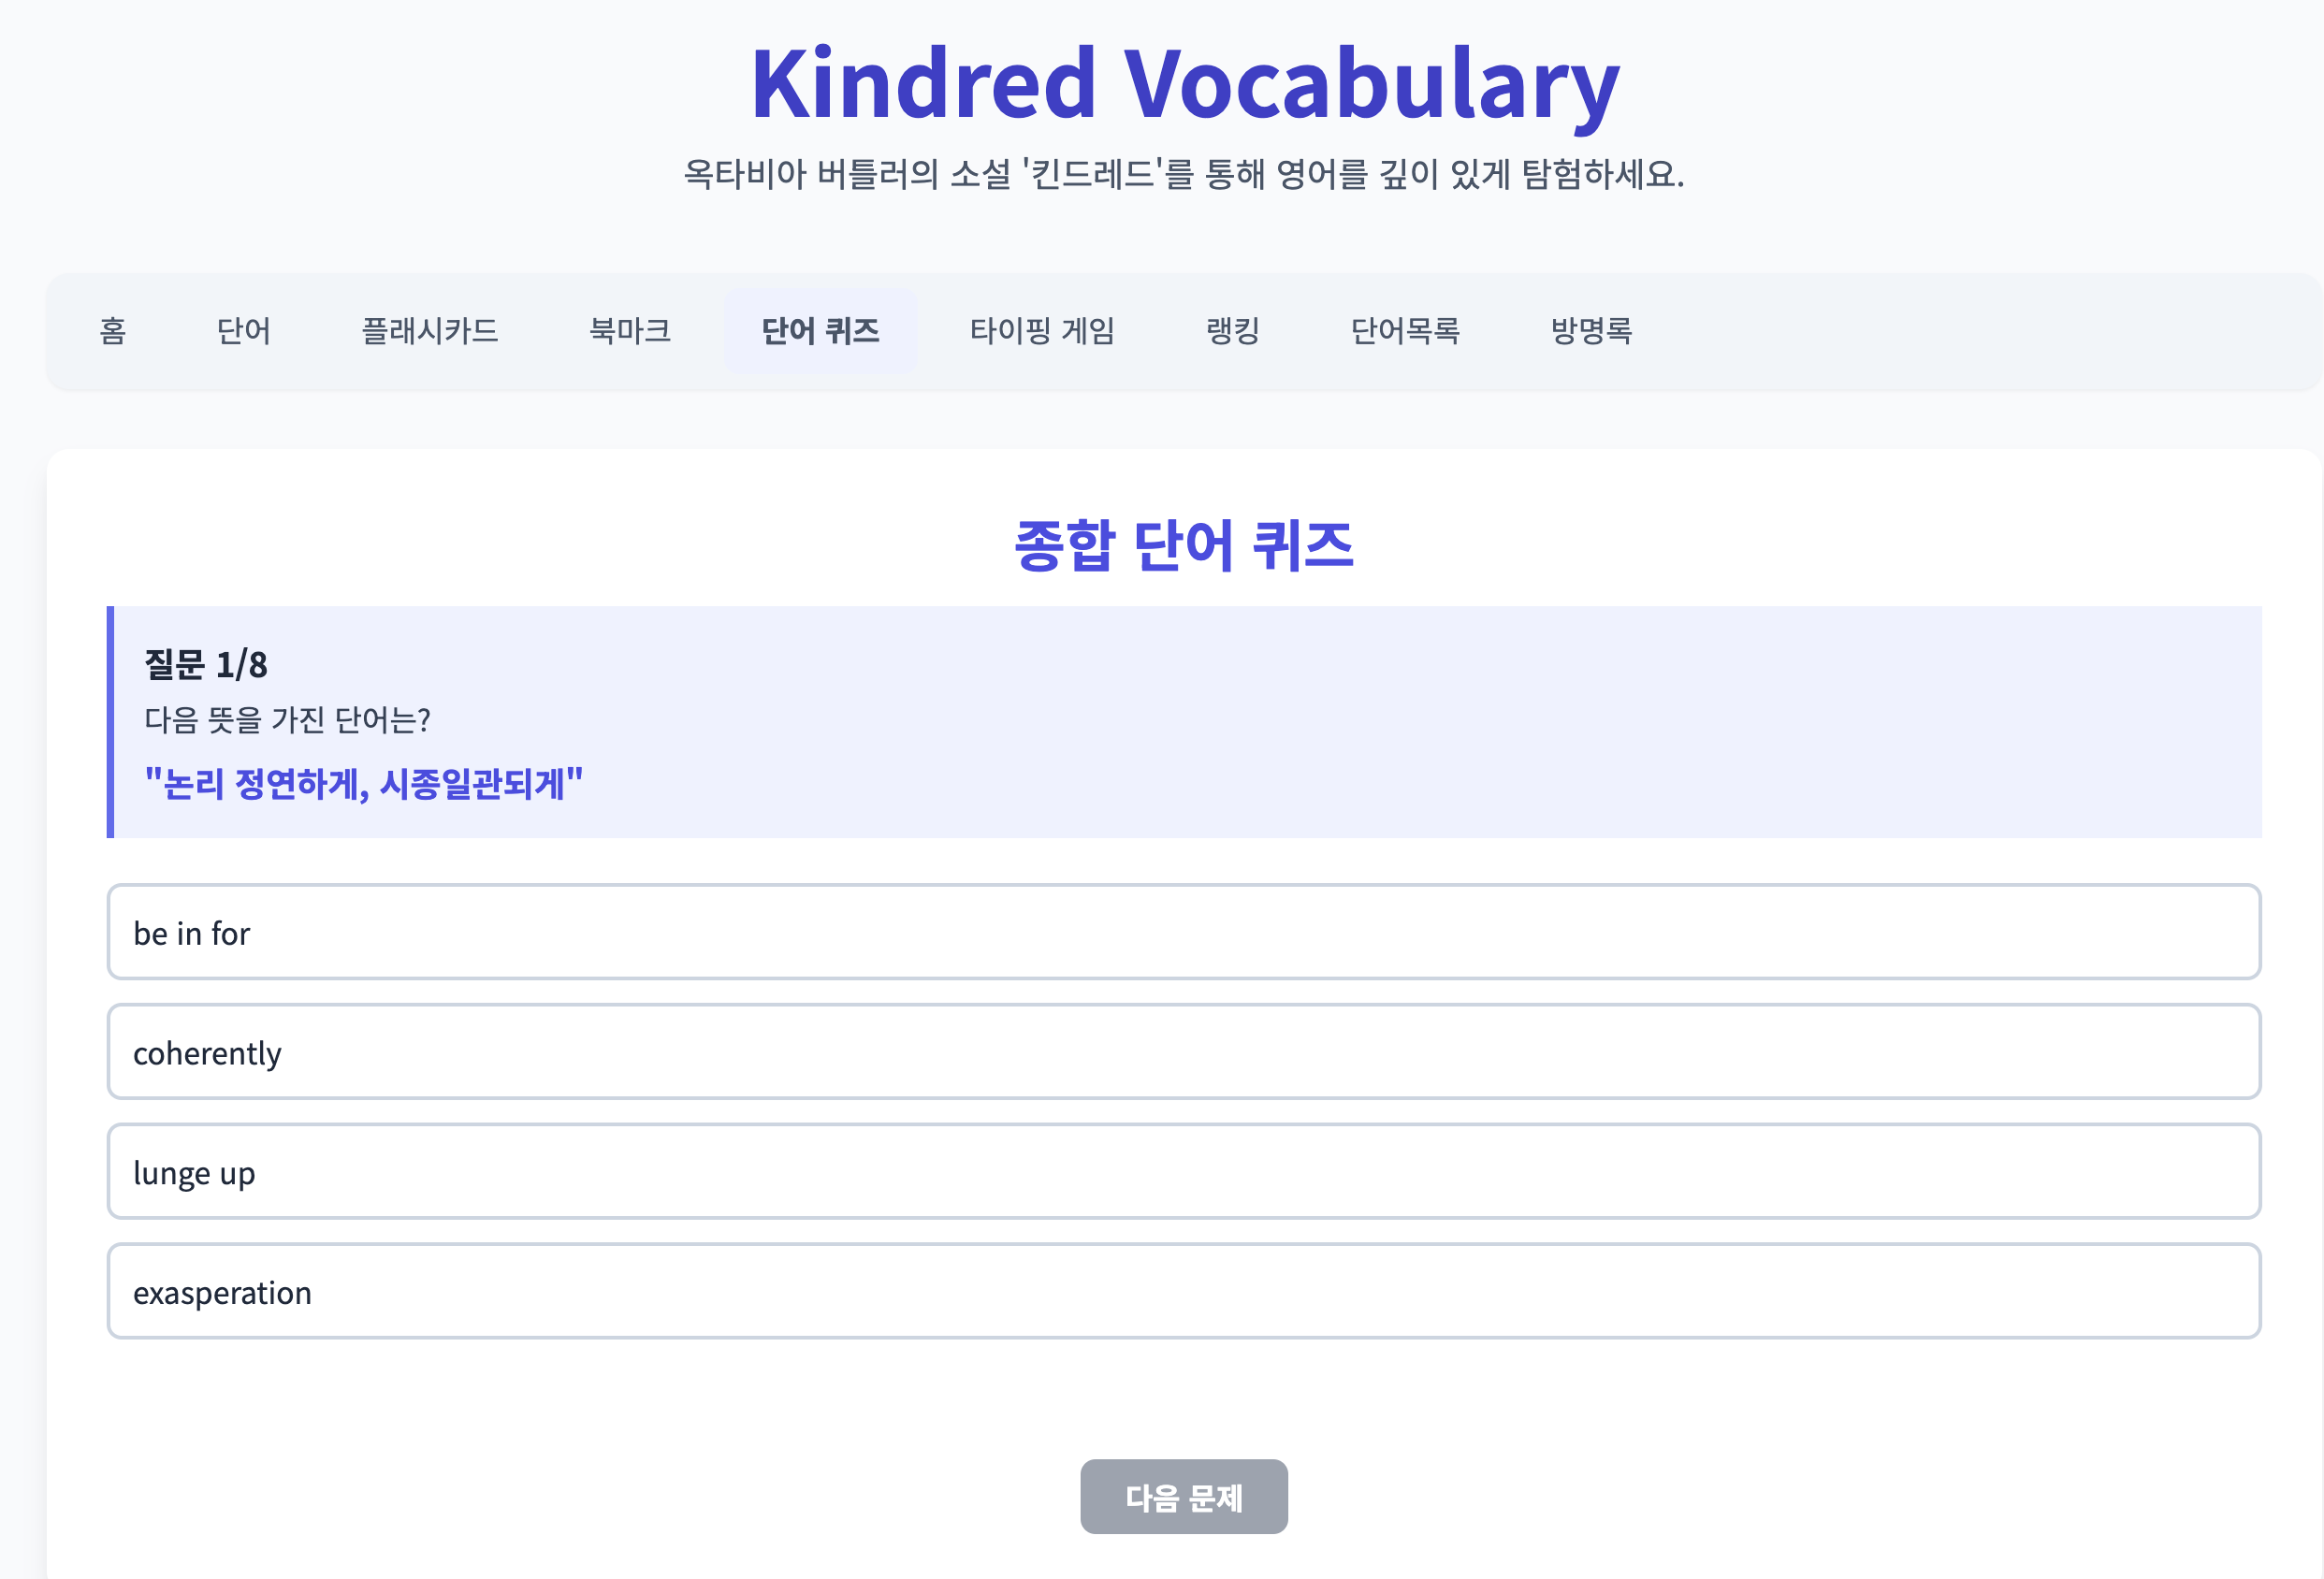 Kindred Vocabulary
옥타비아 버틀러의 소설 '킨드레드'를 통해 영어를 깊이 있게 탐험하세요.
홈 단어 플래시카드 북마크 단어 퀴즈 타이핑 게임 랭킹 단어목록 방명록
종합 단어 퀴즈
질문 1/8
다음 뜻을 가진 단어는?
"논리 정연하게, 시종일관되게"
be in for
coherently
lunge up
exasperation
다음 문제